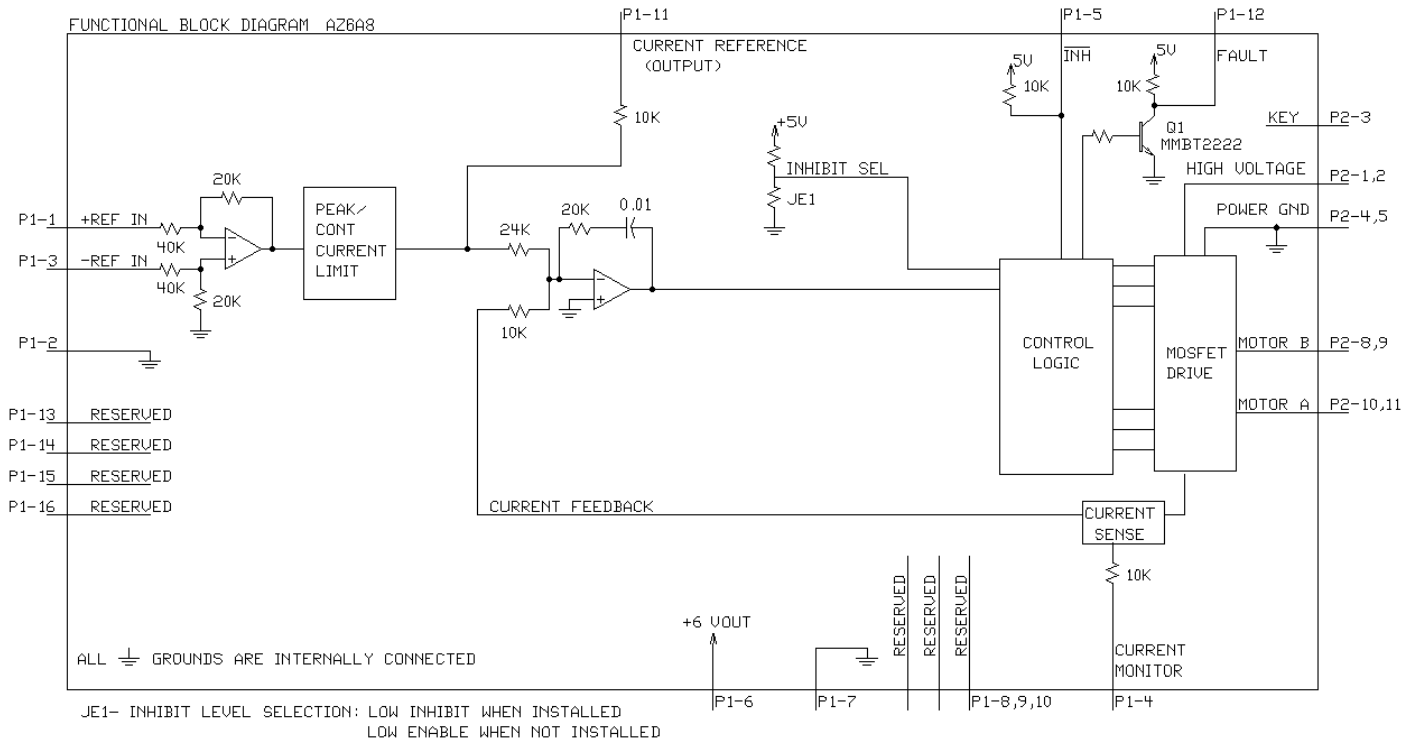 FUNCTIONAL BLOCK DIAGRAM AZ6A8
P1-11
P1-5
P1-12
CURRENT REFERENCE
(OUTPUT)
INH
5V
FAULT
5V
10K
10K
10K
+5V
KEY
P2-3
Q1
MMBT2222
INHIBIT SEL
HIGH VOLTAGE
P2-1,2
JE1
20K
PEAK/
CONT
CURRENT
LIMIT
20K
0.01
POWER GND
P2-4,5
P1-1
+REF IN
40K
24K
P1-3
-REF IN
40K
20K
10K
P1-2
CONTROL
LOGIC
MOSFET
DRIVE
MOTOR B
P2-8,9
MOTOR A
P2-10,11
P1-13
RESERVED
P1-14
RESERVED
P1-15
RESERVED
P1-16
RESERVED
CURRENT FEEDBACK
CURRENT
SENSE
10K
RESERVED
RESERVED
RESERVED
+6 VOUT
ALL GROUNDS ARE INTERNALLY CONNECTED
CURRENT
MONITOR
P1-6
P1-7
P1-8,9,10
P1-4
JE1- INHIBIT LEVEL SELECTION: LOW INHIBIT WHEN INSTALLED
LOW ENABLE WHEN NOT INSTALLED